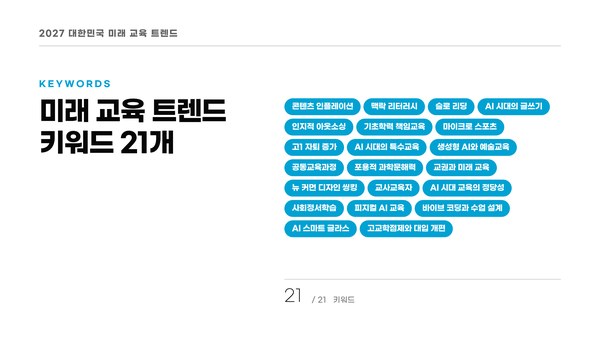 2027 대한민국 미래 교육 트렌드
KEYWORDS
미래 교육 트렌드
키워드 21개
콘텐츠 인플레이션 맥락 리터러시 슬로 리딩 AI 시대의 글쓰기
인지적 아웃소싱 기초학력 책임교육 마이크로 스포츠
고1 자퇴 증가 AI 시대의 특수교육 생성형 AI와 예술교육
공동교육과정 포용적 과학문해력 교권과 미래 교육
뉴 커먼 디자인 씽킹 교사교육자 AI 시대 교육의 정당성
사회정서학습 피지컬 AI 교육 바이브 코딩과 수업 설계
AI 스마트 글라스 고교학점제와 대입 개편
21 / 21 키워드